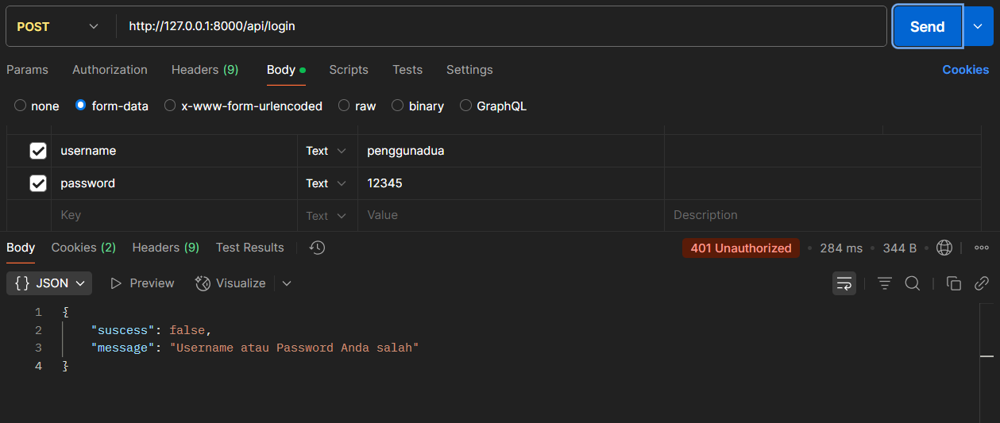 POST http://127.0.0.1:8000/api/login Send
Params Authorization Headers (9) Body Scripts Tests Settings Cookies
none form-data x-www-form-urlencoded raw binary GraphQL
username Text penggunadua
password Text 12345
Key Text Value Description
Body Cookies (2) Headers (9) Test Results 401 Unauthorized 284 ms 344 B
{} JSON Preview Visualize
1 {
2 "suscess": false,
3 "message": "Username atau Password Anda salah"
4 }